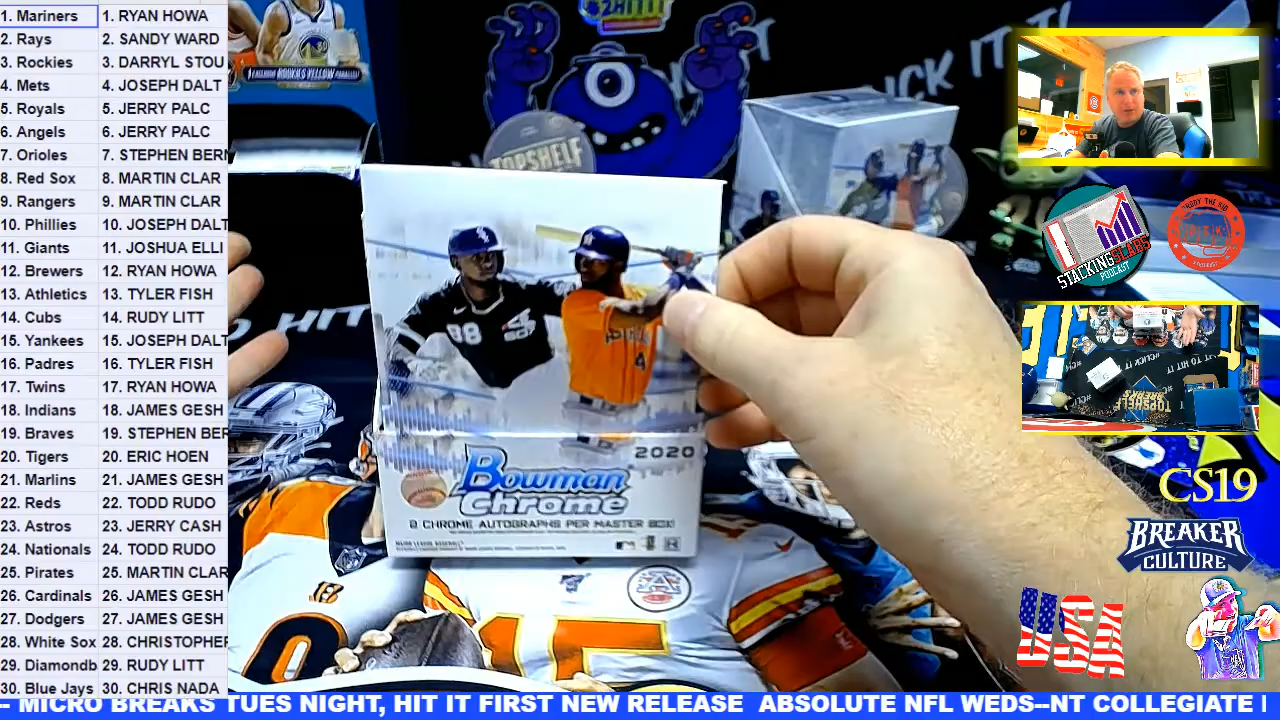 1. Mariners 1. RYAN HOWA
2. Rays 2. SANDY WARD
3. Rockies 3. DARRYL STOU
4. Mets 4. JOSEPH DALT
5. Royals 5. JERRY PALC
6. Angels 6. JERRY PALC
7. Orioles 7. STEPHEN BERN
8. Red Sox 8. MARTIN CLAR
9. Rangers 9. MARTIN CLAR
10. Phillies 10. JOSEPH DALT
11. Giants 11. JOSHUA ELLI
12. Brewers 12. RYAN HOWA
13. Athletics 13. TYLER FISH
14. Cubs 14. RUDY LITT
15. Yankees 15. JOSEPH DALT
16. Padres 16. TYLER FISH
17. Twins 17. RYAN HOWA
18. Indians 18. JAMES GESH
19. Braves 19. STEPHEN BER
20. Tigers 20. ERIC HOEN
21. Marlins 21. JAMES GESH
22. Reds 22. TODD RUDO
23. Astros 23. JERRY CASH
24. Nationals 24. TODD RUDO
25. Pirates 25. MARTIN CLAR
26. Cardinals 26. JAMES GESH
27. Dodgers 27. JAMES GESH
28. White Sox 28. CHRISTOPHER
29. Diamondb 29. RUDY LITT
30. Blue Jays 30. CHRIS NADA
TOPSHELF
CK IT!
HIT
88
4
2020
Bowman
Chrome
2 CHROME AUTOGRAPHS PER MASTER BOX!
15
STACKING SLABS
PODCAST
CS19
BREAKER
CULTURE
USA
-- MICRO BREAKS TUES NIGHT, HIT IT FIRST NEW RELEASE ABSOLUTE NFL WEDS--NT COLLEGIATE